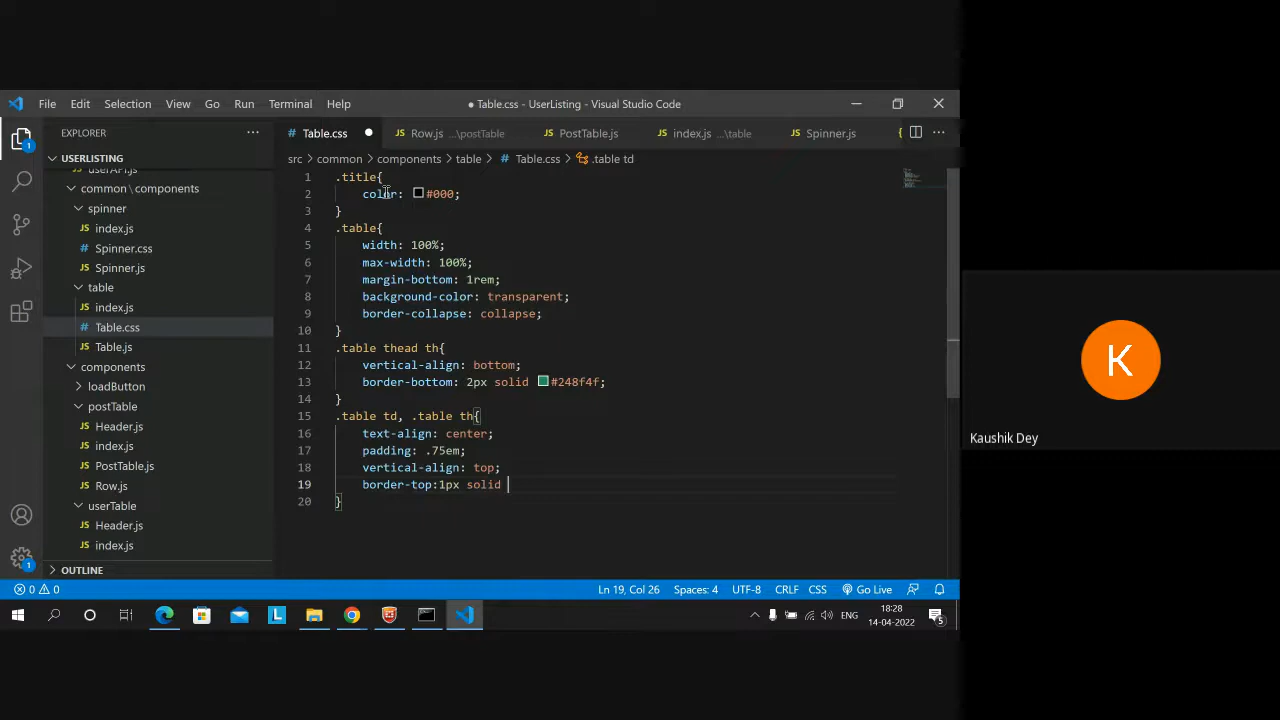 File Edit Selection View Go Run Terminal Help
● Table.css - UserListing - Visual Studio Code
EXPLORER ...
Table.css ●
Row.js ...\postTable
PostTable.js
index.js ...\table
Spinner.js
{
...
USERLISTING
userAPI.js
common \ components
spinner
index.js
Spinner.css
Spinner.js
table
index.js
Table.css
Table.js
components
loadButton
postTable
Header.js
index.js
PostTable.js
Row.js
userTable
Header.js
index.js
OUTLINE
src > common > components > table > # Table.css > .table td
1 .title{
2 color: #000;
3 }
4 .table{
5 width: 100%;
6 max-width: 100%;
7 margin-bottom: 1rem;
8 background-color: transparent;
9 border-collapse: collapse;
10 }
11 .table thead th{
12 vertical-align: bottom;
13 border-bottom: 2px solid #248f4f;
14 }
15 .table td, .table th{
16 text-align: center;
17 padding: .75em;
18 vertical-align: top;
19 border-top:1px solid
20 }
K
Kaushik Dey
1
1
0 0 Ln 19, Col 26 Spaces: 4 UTF-8 CRLF CSS Go Live
L ENG 18:28
14-04-2022 5